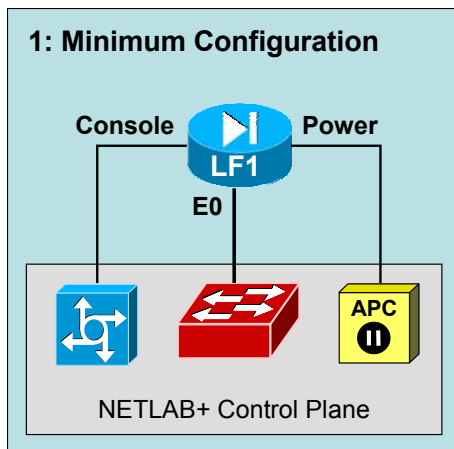 1: Minimum Configuration
Console
Power
LF1
E0
APC
NETLAB+ Control Plane